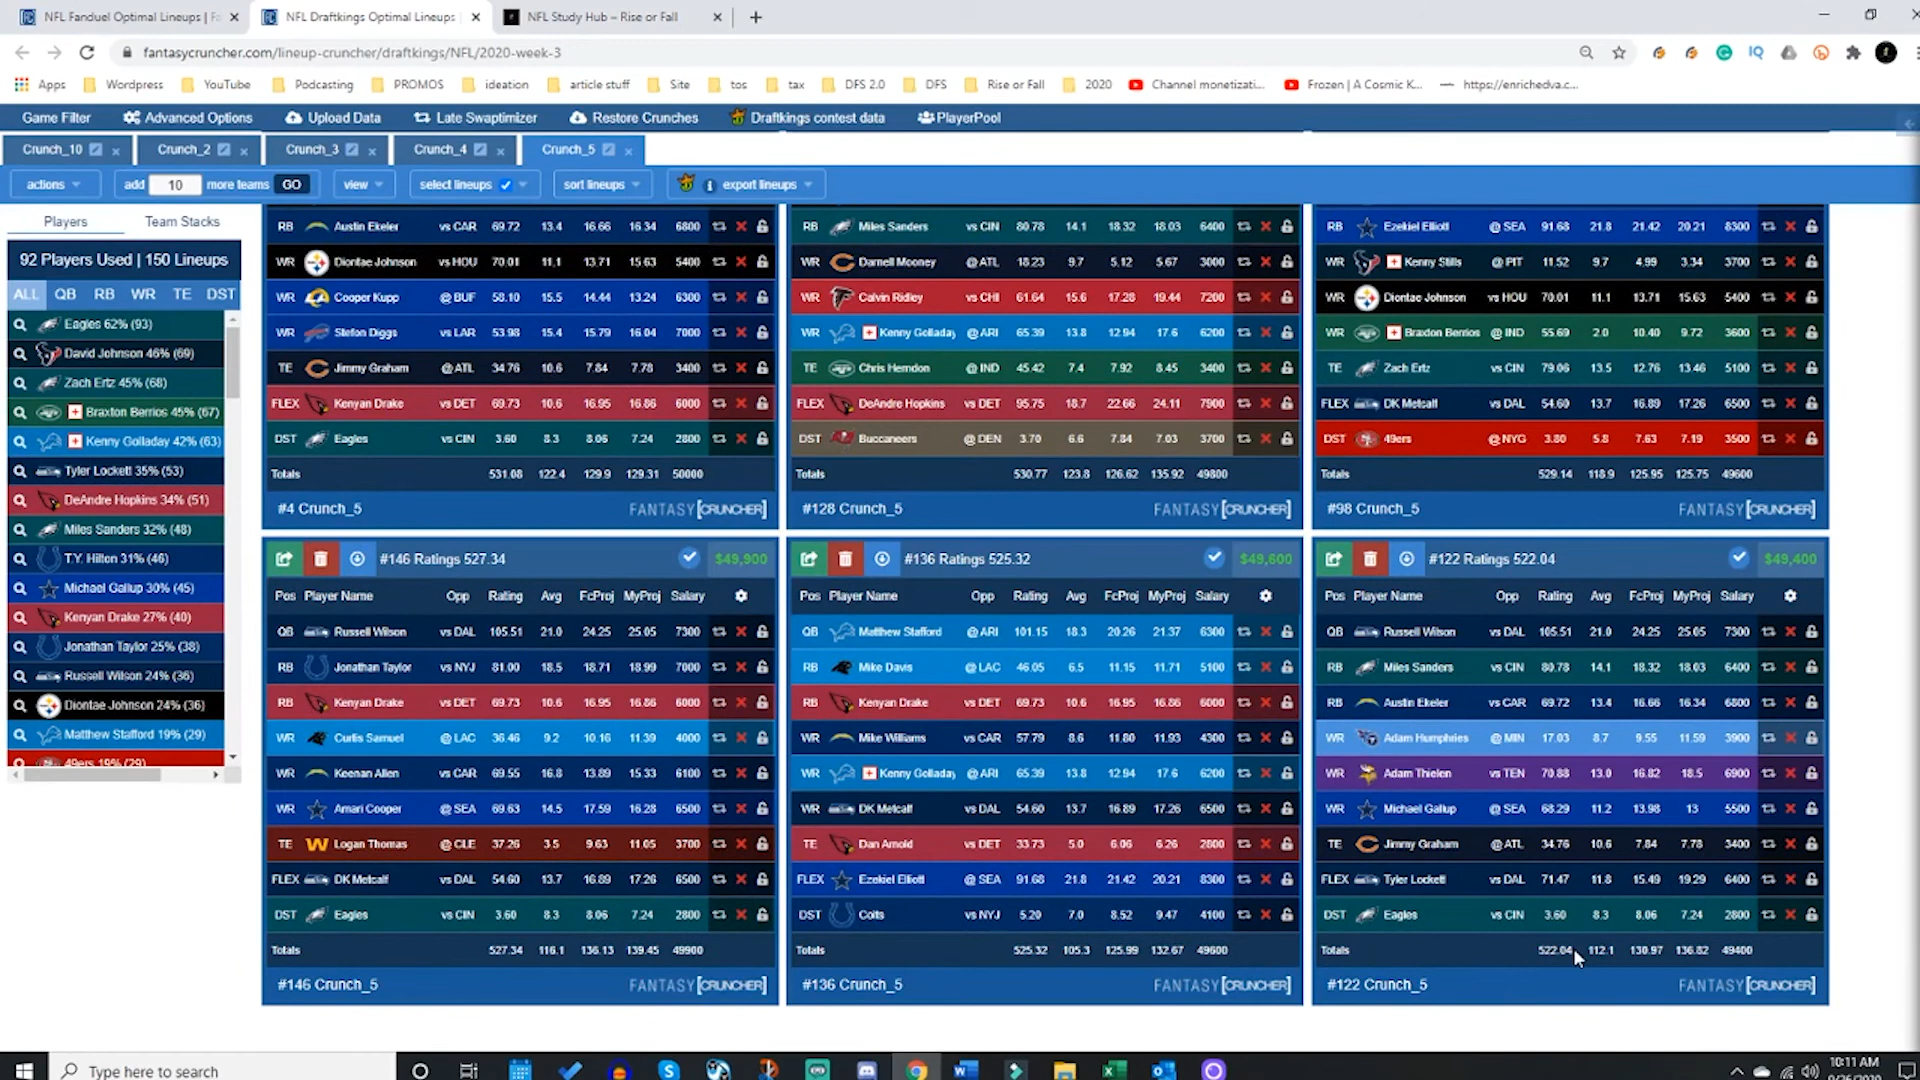 NFL Fanduel Optimal Lineups | Fa
NFL Draftkings Optimal Lineups
NFL Study Hub – Rise or Fall
fantasycruncher.com/lineup-cruncher/draftkings/NFL/2020-week-3
Apps Wordpress YouTube Podcasting PROMOS ideation article stuff Site tos tax DFS 2.0 DFS Rise or Fall 2020 Channel monetizati... Frozen | A Cosmic K... https://enrichedva.c...
Game Filter Advanced Options Upload Data Late Swaptimizer Restore Crunches Draftkings contest data PlayerPool
Crunch_10 Crunch_2 Crunch_3 Crunch_4 Crunch_5
actions add 10 more teams GO view select lineups sort lineups export lineups
Players Team Stacks
92 Players Used | 150 Lineups
ALL QB RB WR TE DST
Eagles 62% (93)
David Johnson 46% (69)
Zach Ertz 45% (68)
Braxton Berrios 45% (67)
Kenny Golladay 42% (63)
Tyler Lockett 35% (53)
DeAndre Hopkins 34% (51)
Miles Sanders 32% (48)
T.Y. Hilton 31% (46)
Michael Gallup 30% (45)
Kenyan Drake 27% (40)
Jonathan Taylor 25% (38)
Russell Wilson 24% (36)
Diontae Johnson 24% (36)
Matthew Stafford 19% (29)
49ers 19% (29)
RB Austin Ekeler vs CAR 69.72 13.4 16.66 16.34 6800
WR Diontae Johnson vs HOU 70.01 11.1 13.71 15.63 5400
WR Cooper Kupp @ BUF 58.10 15.5 14.44 13.24 6300
WR Stefon Diggs vs LAR 53.98 15.4 15.79 16.04 7000
TE Jimmy Graham @ ATL 34.76 10.6 7.84 7.78 3400
FLEX Kenyan Drake vs DET 69.73 10.6 16.95 16.86 6000
DST Eagles vs CIN 3.60 8.3 8.06 7.24 2800
Totals 531.08 122.4 129.9 129.31 50000
#4 Crunch_5 FANTASY[CRUNCHER]
RB Miles Sanders vs CIN 80.78 14.1 18.32 18.03 6400
WR Darnell Mooney @ ATL 18.23 9.7 5.12 5.67 3000
WR Calvin Ridley vs CHI 61.64 15.6 17.28 19.44 7200
WR Kenny Golladay @ ARI 65.39 13.8 12.94 17.6 6200
TE Chris Herndon @ IND 45.42 7.4 7.92 8.45 3400
FLEX DeAndre Hopkins vs DET 95.75 18.7 22.66 24.11 7900
DST Buccaneers @ DEN 3.70 6.6 7.84 7.03 3700
Totals 530.77 123.8 126.62 135.92 49800
#128 Crunch_5 FANTASY[CRUNCHER]
RB Ezekiel Elliott @ SEA 91.68 21.8 21.42 20.21 8300
WR Kenny Stills @ PIT 11.52 9.7 4.99 3.34 3700
WR Diontae Johnson vs HOU 70.01 11.1 13.71 15.63 5400
WR Braxton Berrios @ IND 55.69 2.0 10.40 9.72 3600
TE Zach Ertz vs CIN 79.06 13.5 12.76 13.46 5100
FLEX DK Metcalf vs DAL 54.60 13.7 16.89 17.26 6500
DST 49ers @ NYG 3.80 5.8 7.63 7.19 3500
Totals 529.14 118.9 125.95 125.75 49600
#98 Crunch_5 FANTASY[CRUNCHER]
#146 Ratings 527.34 $49,900
Pos Player Name Opp Rating Avg FcProj MyProj Salary
QB Russell Wilson vs DAL 105.51 21.0 24.25 25.05 7300
RB Jonathan Taylor vs NYJ 81.00 18.5 18.71 18.99 7000
RB Kenyan Drake vs DET 69.73 10.6 16.95 16.86 6000
WR Curtis Samuel @ LAC 36.46 9.2 10.16 11.39 4000
WR Keenan Allen vs CAR 69.55 16.8 13.89 15.33 6100
WR Amari Cooper @ SEA 69.63 14.5 17.59 16.28 6500
TE Logan Thomas @ CLE 37.26 3.5 9.63 11.05 3700
FLEX DK Metcalf vs DAL 54.60 13.7 16.89 17.26 6500
DST Eagles vs CIN 3.60 8.3 8.06 7.24 2800
Totals 527.34 116.1 136.13 139.45 49900
#146 Crunch_5 FANTASY[CRUNCHER]
#136 Ratings 525.32 $49,600
Pos Player Name Opp Rating Avg FcProj MyProj Salary
QB Matthew Stafford @ ARI 101.15 18.3 20.26 21.37 6300
RB Mike Davis @ LAC 46.05 6.5 11.15 11.71 5100
RB Kenyan Drake vs DET 69.73 10.6 16.95 16.86 6000
WR Mike Williams vs CAR 57.79 8.6 11.80 11.93 4300
WR Kenny Golladay @ ARI 65.39 13.8 12.94 17.6 6200
WR DK Metcalf vs DAL 54.60 13.7 16.89 17.26 6500
TE Dan Arnold vs DET 33.73 5.0 6.06 6.26 2800
FLEX Ezekiel Elliott @ SEA 91.68 21.8 21.42 20.21 8300
DST Colts vs NYJ 5.20 7.0 8.52 9.47 4100
Totals 525.32 105.3 125.99 132.67 49600
#136 Crunch_5 FANTASY[CRUNCHER]
#122 Ratings 522.04 $49,400
Pos Player Name Opp Rating Avg FcProj MyProj Salary
QB Russell Wilson vs DAL 105.51 21.0 24.25 25.05 7300
RB Miles Sanders vs CIN 80.78 14.1 18.32 18.03 6400
RB Austin Ekeler vs CAR 69.72 13.4 16.66 16.34 6800
WR Adam Humphries @ MIN 17.03 8.7 9.55 11.59 3900
WR Adam Thielen vs TEN 70.88 13.0 16.82 18.5 6900
WR Michael Gallup @ SEA 68.29 11.2 13.98 13 5500
TE Jimmy Graham @ ATL 34.76 10.6 7.84 7.78 3400
FLEX Tyler Lockett vs DAL 71.47 11.8 15.49 19.29 6400
DST Eagles vs CIN 3.60 8.3 8.06 7.24 2800
Totals 522.04 112.1 130.97 136.82 49400
#122 Crunch_5 FANTASY[CRUNCHER]
Type here to search
10:11 AM